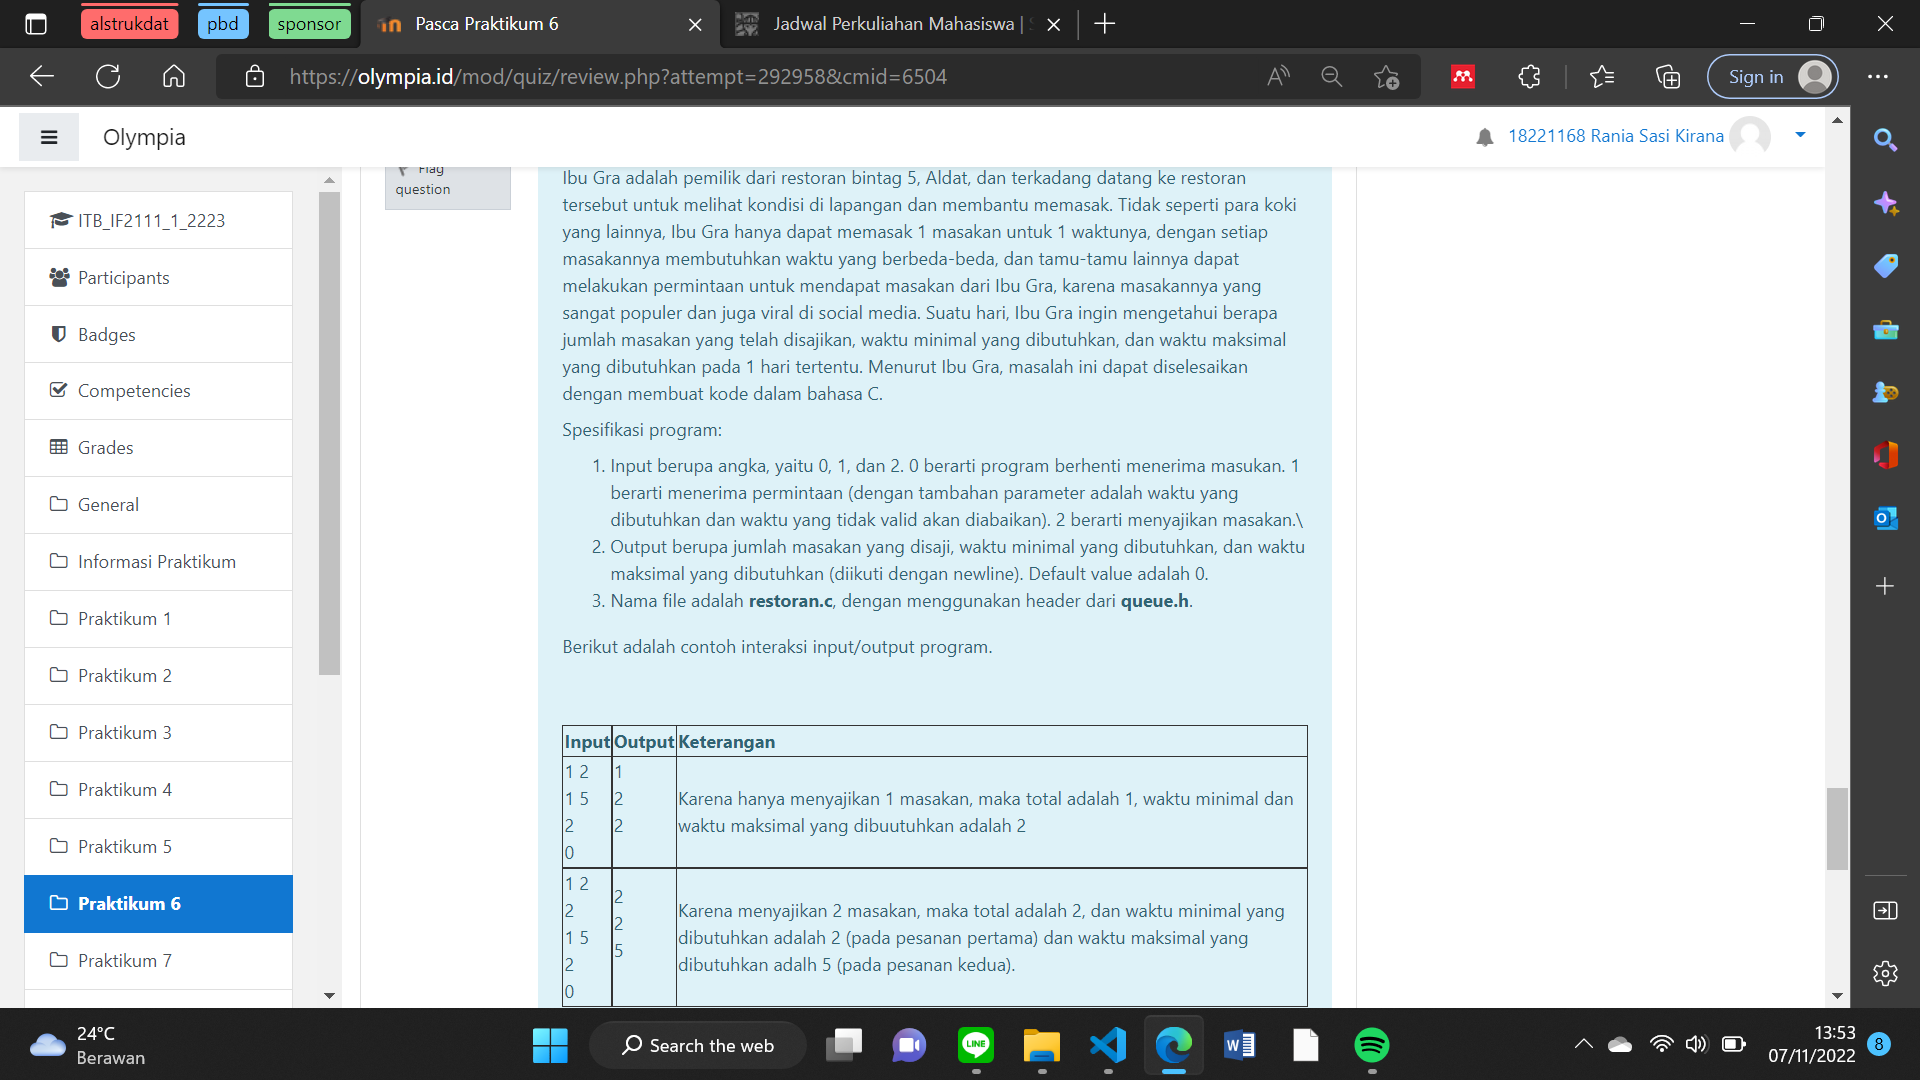 alstrukdat
pbd
sponsor
Pasca Praktikum 6
Jadwal Perkuliahan Mahasiswa |
https://olympia.id/mod/quiz/review.php?attempt=292958&cmid=6504
Sign in
Olympia
18221168 Rania Sasi Kirana
ITB_IF2111_1_2223
Participants
Badges
Competencies
Grades
General
Informasi Praktikum
Praktikum 1
Praktikum 2
Praktikum 3
Praktikum 4
Praktikum 5
Praktikum 6
Praktikum 7
Flag
question
Ibu Gra adalah pemilik dari restoran bintag 5, Aldat, dan terkadang datang ke restoran
tersebut untuk melihat kondisi di lapangan dan membantu memasak. Tidak seperti para koki
yang lainnya, Ibu Gra hanya dapat memasak 1 masakan untuk 1 waktunya, dengan setiap
masakannya membutuhkan waktu yang berbeda-beda, dan tamu-tamu lainnya dapat
melakukan permintaan untuk mendapat masakan dari Ibu Gra, karena masakannya yang
sangat populer dan juga viral di social media. Suatu hari, Ibu Gra ingin mengetahui berapa
jumlah masakan yang telah disajikan, waktu minimal yang dibutuhkan, dan waktu maksimal
yang dibutuhkan pada 1 hari tertentu. Menurut Ibu Gra, masalah ini dapat diselesaikan
dengan membuat kode dalam bahasa C.
Spesifikasi program:
1. Input berupa angka, yaitu 0, 1, dan 2. 0 berarti program berhenti menerima masukan. 1
berarti menerima permintaan (dengan tambahan parameter adalah waktu yang
dibutuhkan dan waktu yang tidak valid akan diabaikan). 2 berarti menyajikan masakan.\
2. Output berupa jumlah masakan yang disaji, waktu minimal yang dibutuhkan, dan waktu
maksimal yang dibutuhkan (diikuti dengan newline). Default value adalah 0.
3. Nama file adalah restoran.c, dengan menggunakan header dari queue.h.
Berikut adalah contoh interaksi input/output program.
Input Output Keterangan
1 2
1 5
2
0
1
2
2
Karena hanya menyajikan 1 masakan, maka total adalah 1, waktu minimal dan
waktu maksimal yang dibuutuhkan adalah 2
1 2
2
1 5
2
0
2
2
5
Karena menyajikan 2 masakan, maka total adalah 2, dan waktu minimal yang
dibutuhkan adalah 2 (pada pesanan pertama) dan waktu maksimal yang
dibutuhkan adalh 5 (pada pesanan kedua).
24°C
Berawan
Search the web
LINE
13:53
07/11/2022
8